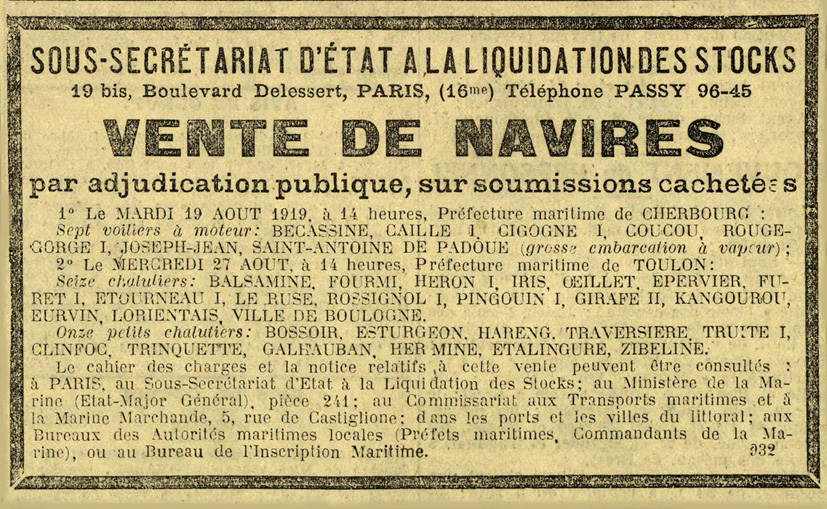 SOUS-SECRÉTARIAT D'ÉTAT A LA LIQUIDATION DES STOCKS
19 bis, Boulevard Delessert, PARIS, (16me) Téléphone PASSY 96-45
VENTE DE NAVIRES
par adjudication publique, sur soumissions cachetées
1° Le MARDI 19 AOUT 1919, à 14 heures, Préfecture maritime de CHERBOURG :
Sept voiliers à moteur: BECASSINE, CAILLE I, CIGOGNE I, COUCOU, ROUGE-
GORGE I, JOSEPH-JEAN, SAINT-ANTOINE DE PADOUE (grosse embarcation à vapeur) ;
2° Le MERCREDI 27 AOUT, à 14 heures, Préfecture maritime de TOULON:
Seize chalutiers: BALSAMINE, FOURMI, HERON I, IRIS, ŒILLET, EPERVIER, FU-
RET I, ETOURNEAU I, LE RUSE, ROSSIGNOL I, PINGOUIN I, GIRAFE II, KANGOUROU,
EURVIN, LORIENTAIS, VILLE DE BOULOGNE.
Onze petits chalutiers: BOSSOIR, ESTURGEON, HARENG, TRAVERSIERE, TRUITE I,
CLINFOC, TRINQUETTE, GALHAUBAN, HERMINE, ETALINGURE, ZIBELINE.
Le cahier des charges et la notice relatifs à cette vente peuvent être consultés :
à PARIS, au Sous-Secrétariat d'Etat à la Liquidation des Stocks; au Ministère de la Ma-
rine (Etat-Major Général), pièce 241; au Commissariat aux Transports maritimes et à
la Marine Marchande, 5, rue de Castiglione; dans les ports et les villes du littoral; aux
Bureaux des Autorités maritimes locales (Préfets maritimes, Commandants de la Ma-
rine), ou au Bureau de l'Inscription Maritime. 932